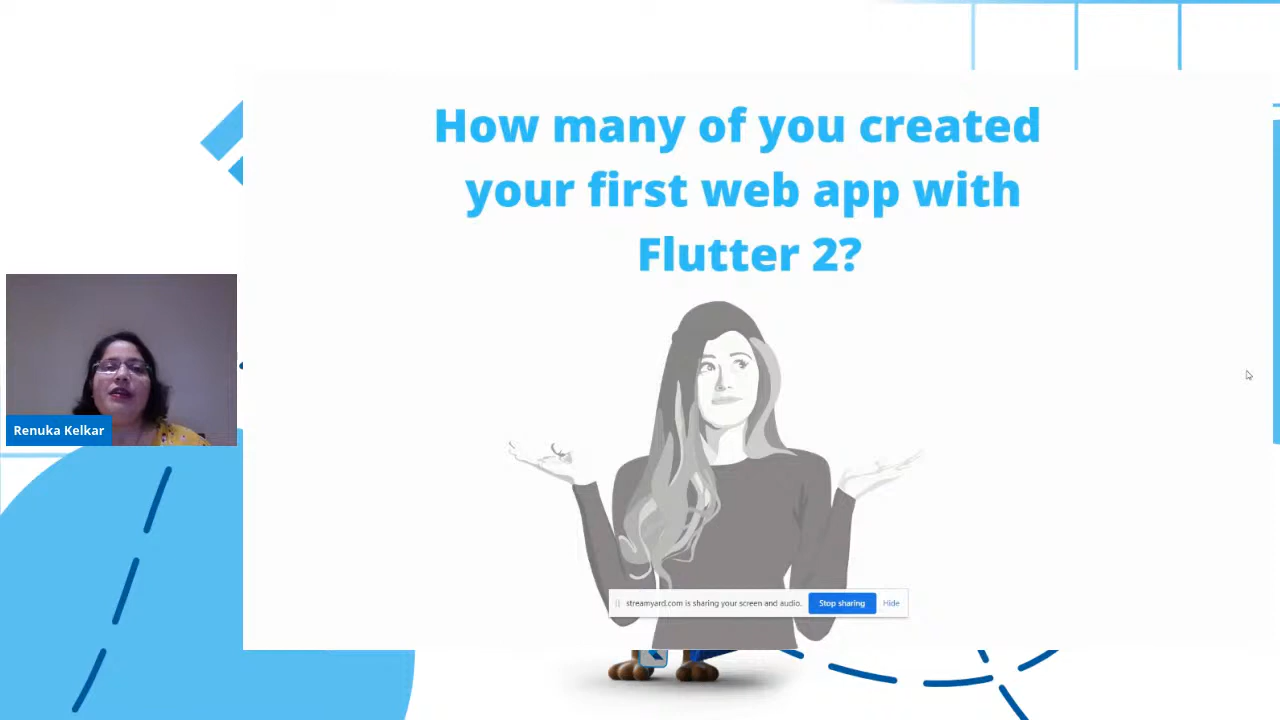 How many of you created
your first web app with
Flutter 2?
Renuka Kelkar
streamyard.com is sharing your screen and audio. Stop sharing Hide